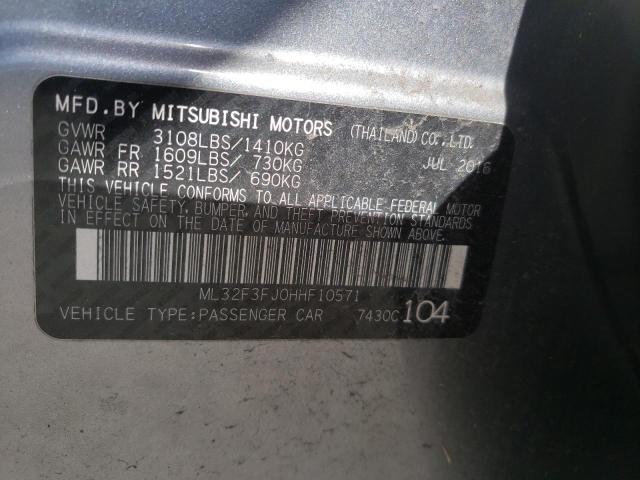 MFD.BY MITSUBISHI MOTORS (THAILAND) CO., LTD.
GVWR 3108LBS/1410KG JUL 2016
GAWR FR 1609LBS/ 730KG
GAWR RR 1521LBS/ 690KG
THIS VEHICLE CONFORMS TO ALL APPLICABLE FEDERAL MOTOR
VEHICLE SAFETY, BUMPER, AND THEFT PREVENTION STANDARDS
IN EFFECT ON THE DATE OF MANUFACTURE SHOWN ABOVE.
ML32F3FJ0HHF10571
VEHICLE TYPE:PASSENGER CAR 7430C 104